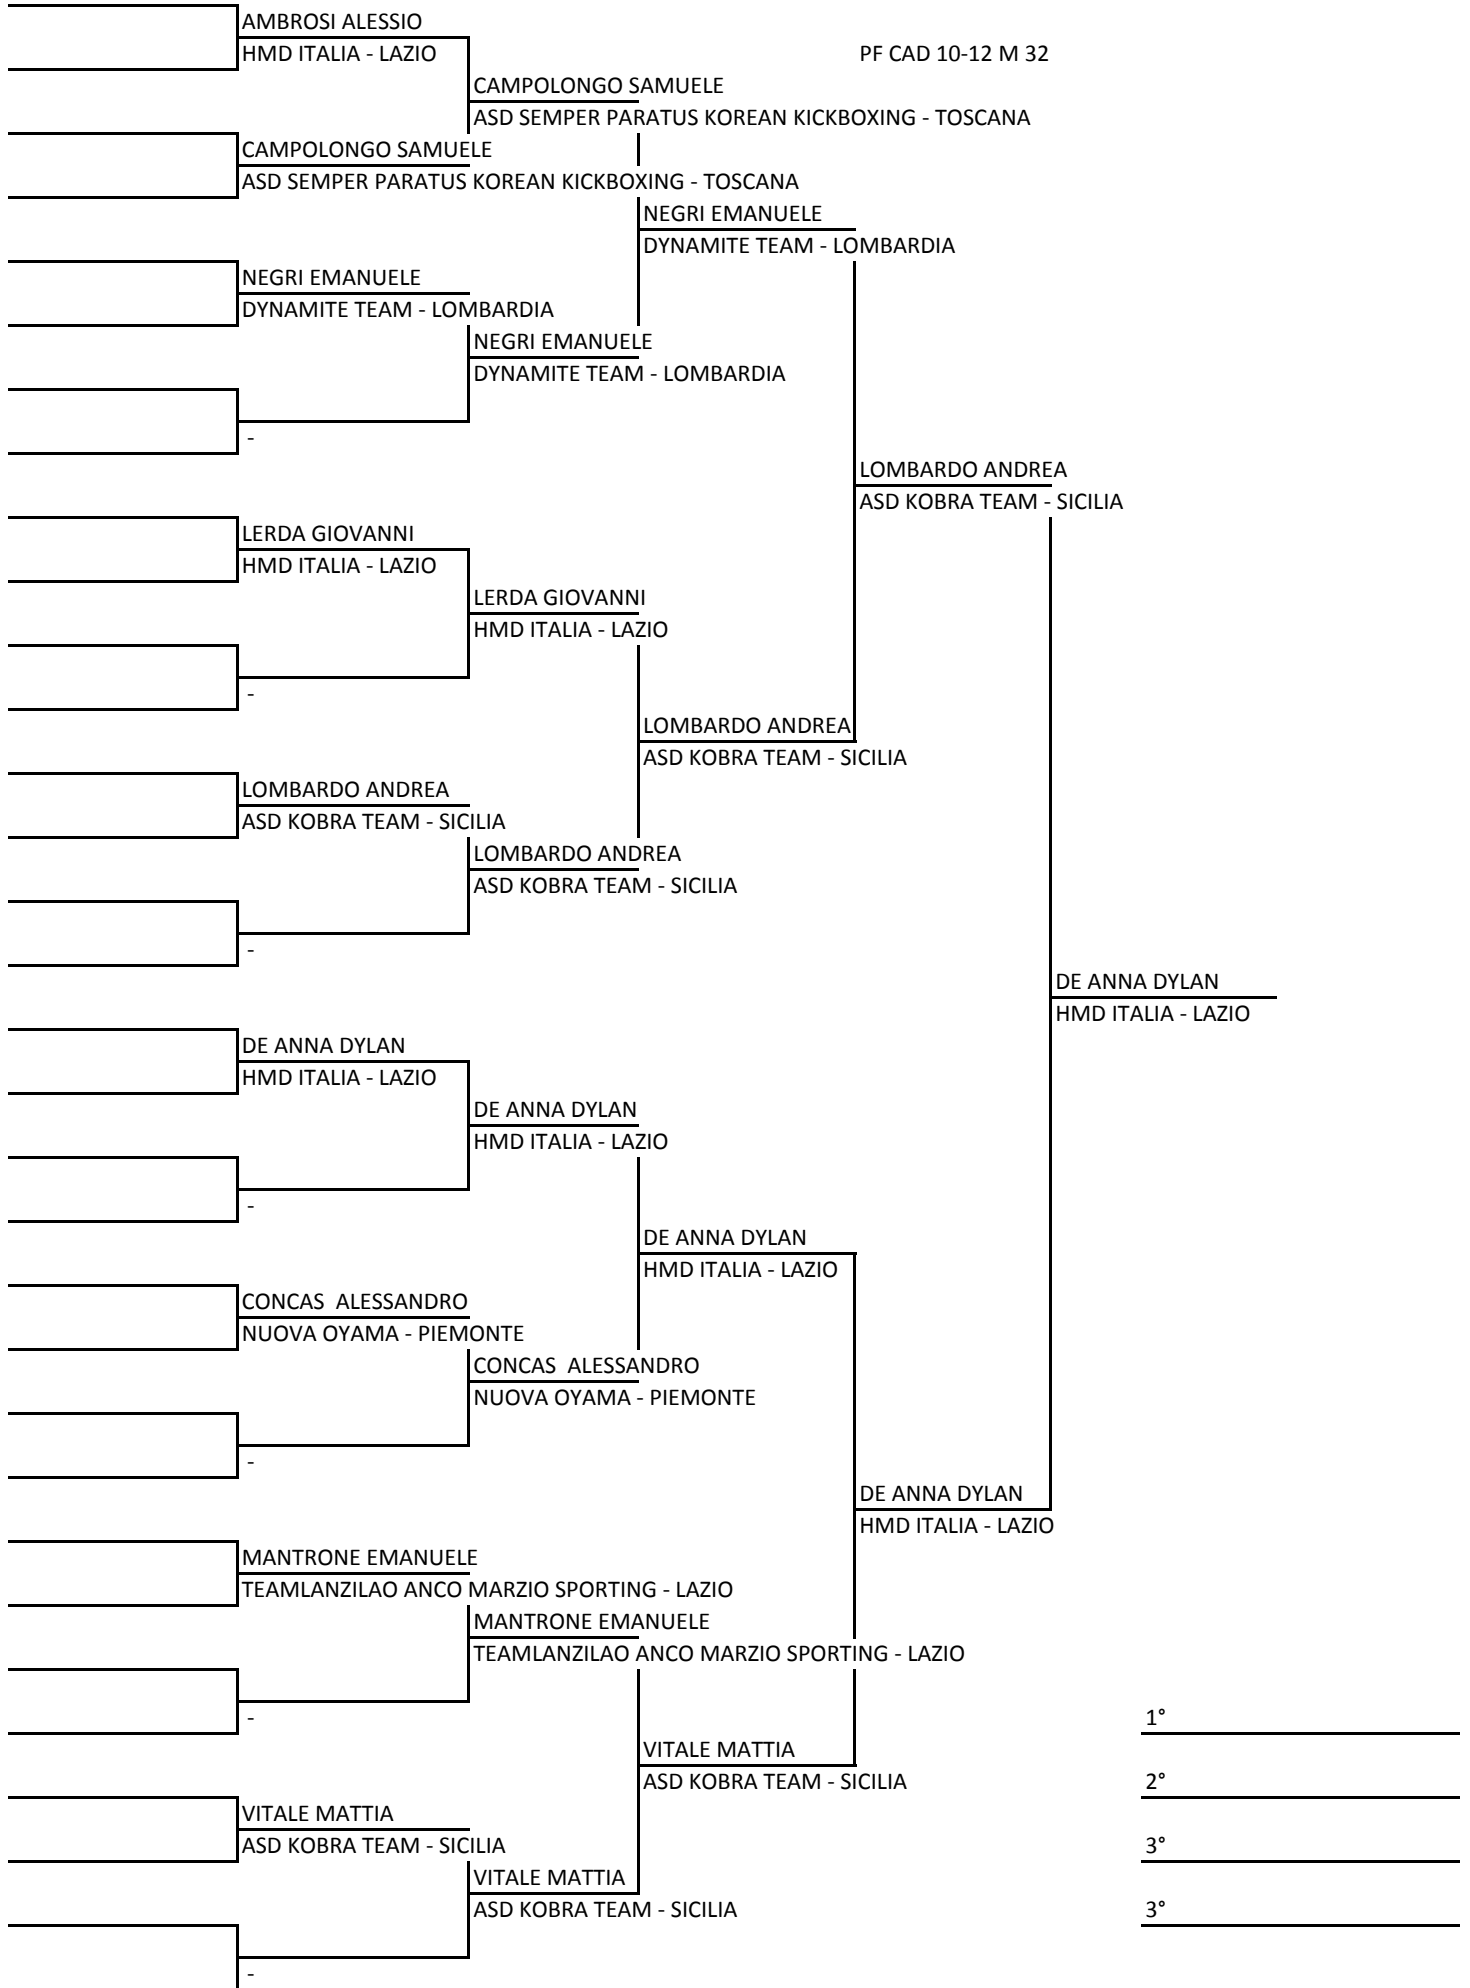 AMBROSI ALESSIO
HMD ITALIA - LAZIO
PF CAD 10-12 M 32
CAMPOLONGO SAMUELE
ASD SEMPER PARATUS KOREAN KICKBOXING - TOSCANA
CAMPOLONGO SAMUELE
ASD SEMPER PARATUS KOREAN KICKBOXING - TOSCANA
NEGRI EMANUELE
DYNAMITE TEAM - LOMBARDIA
NEGRI EMANUELE
DYNAMITE TEAM - LOMBARDIA
NEGRI EMANUELE
DYNAMITE TEAM - LOMBARDIA
-
LOMBARDO ANDREA
ASD KOBRA TEAM - SICILIA
LERDA GIOVANNI
HMD ITALIA - LAZIO
LERDA GIOVANNI
HMD ITALIA - LAZIO
-
LOMBARDO ANDREA
ASD KOBRA TEAM - SICILIA
LOMBARDO ANDREA
ASD KOBRA TEAM - SICILIA
LOMBARDO ANDREA
ASD KOBRA TEAM - SICILIA
-
DE ANNA DYLAN
HMD ITALIA - LAZIO
DE ANNA DYLAN
HMD ITALIA - LAZIO
DE ANNA DYLAN
HMD ITALIA - LAZIO
-
DE ANNA DYLAN
HMD ITALIA - LAZIO
CONCAS  ALESSANDRO
NUOVA OYAMA - PIEMONTE
CONCAS  ALESSANDRO
NUOVA OYAMA - PIEMONTE
-
DE ANNA DYLAN
HMD ITALIA - LAZIO
MANTRONE EMANUELE
TEAMLANZILAO ANCO MARZIO SPORTING - LAZIO
MANTRONE EMANUELE
TEAMLANZILAO ANCO MARZIO SPORTING - LAZIO
-
1°
VITALE MATTIA
ASD KOBRA TEAM - SICILIA
2°
VITALE MATTIA
ASD KOBRA TEAM - SICILIA
3°
VITALE MATTIA
ASD KOBRA TEAM - SICILIA
3°
-